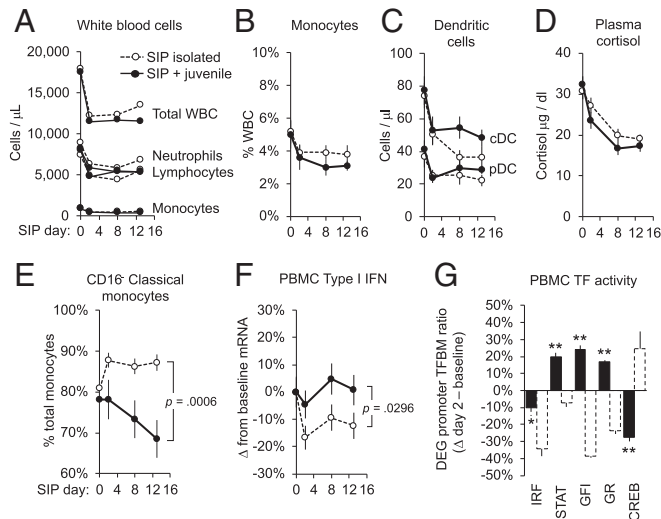 A White blood cells
20,000
15,000
10,000
5,000
0
Cells / μL
SIP isolated
SIP + juvenile
Total WBC
Neutrophils
Lymphocytes
Monocytes
SIP day: 0 4 8 12 16
B Monocytes
10%
8%
6%
4%
2%
0%
% WBC
0 4 8 12 16
C Dendritic
cells
100
80
60
40
20
0
Cells / μl
cDC
pDC
0 4 8 12 16
D Plasma
cortisol
40
30
20
10
0
Cortisol μg / dl
0 4 8 12 16
E CD16- Classical
monocytes
100%
90%
80%
70%
60%
% total monocytes
p = .0006
SIP day: 0 4 8 12 16
F PBMC Type I IFN
30%
20%
10%
0%
-10%
-20%
-30%
Δ from baseline mRNA
p = .0296
0 4 8 12 16
G PBMC TF activity
50%
40%
30%
20%
10%
0%
-10%
-20%
-30%
-40%
-50%
DEG promoter TFBM ratio
(Δ day 2 – baseline)
*
**
**
**
**
IRF
STAT
GFI
GR
CREB